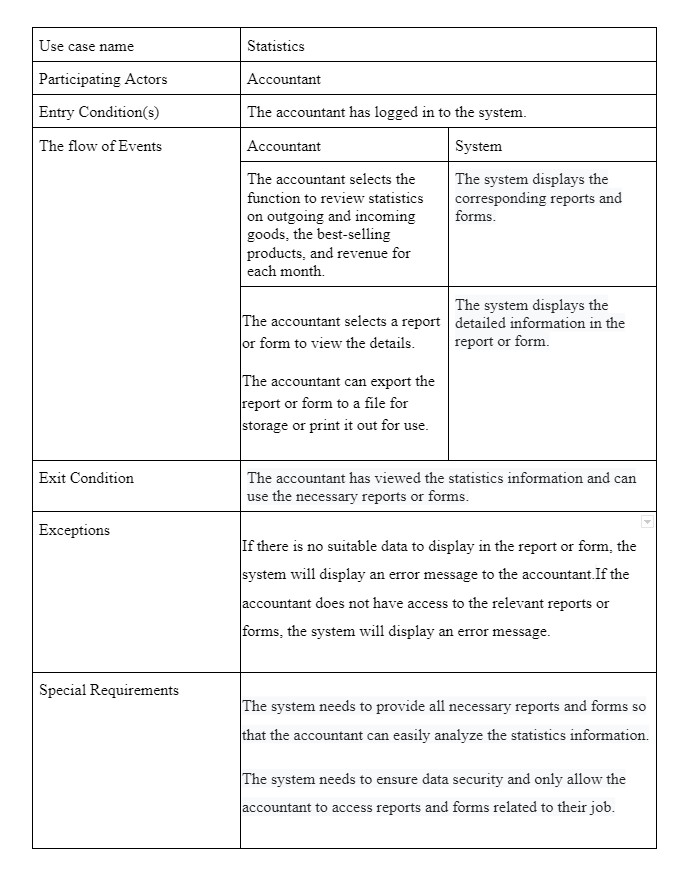 Use case name
Statistics
Participating Actors
Accountant
Entry Condition(s)
The accountant has logged in to the system.
The flow of Events
Accountant
System
The accountant selects the
function to review statistics
on outgoing and incoming
goods, the best-selling
products, and revenue for
each month.
The system displays the
corresponding reports and
forms.
The accountant selects a report
or form to view the details.
The accountant can export the
report or form to a file for
storage or print it out for use.
The system displays the
detailed information in the
report or form.
Exit Condition
The accountant has viewed the statistics information and can
use the necessary reports or forms.
Exceptions
If there is no suitable data to display in the report or form, the
system will display an error message to the accountant.If the
accountant does not have access to the relevant reports or
forms, the system will display an error message.
Special Requirements
The system needs to provide all necessary reports and forms so
that the accountant can easily analyze the statistics information.
The system needs to ensure data security and only allow the
accountant to access reports and forms related to their job.